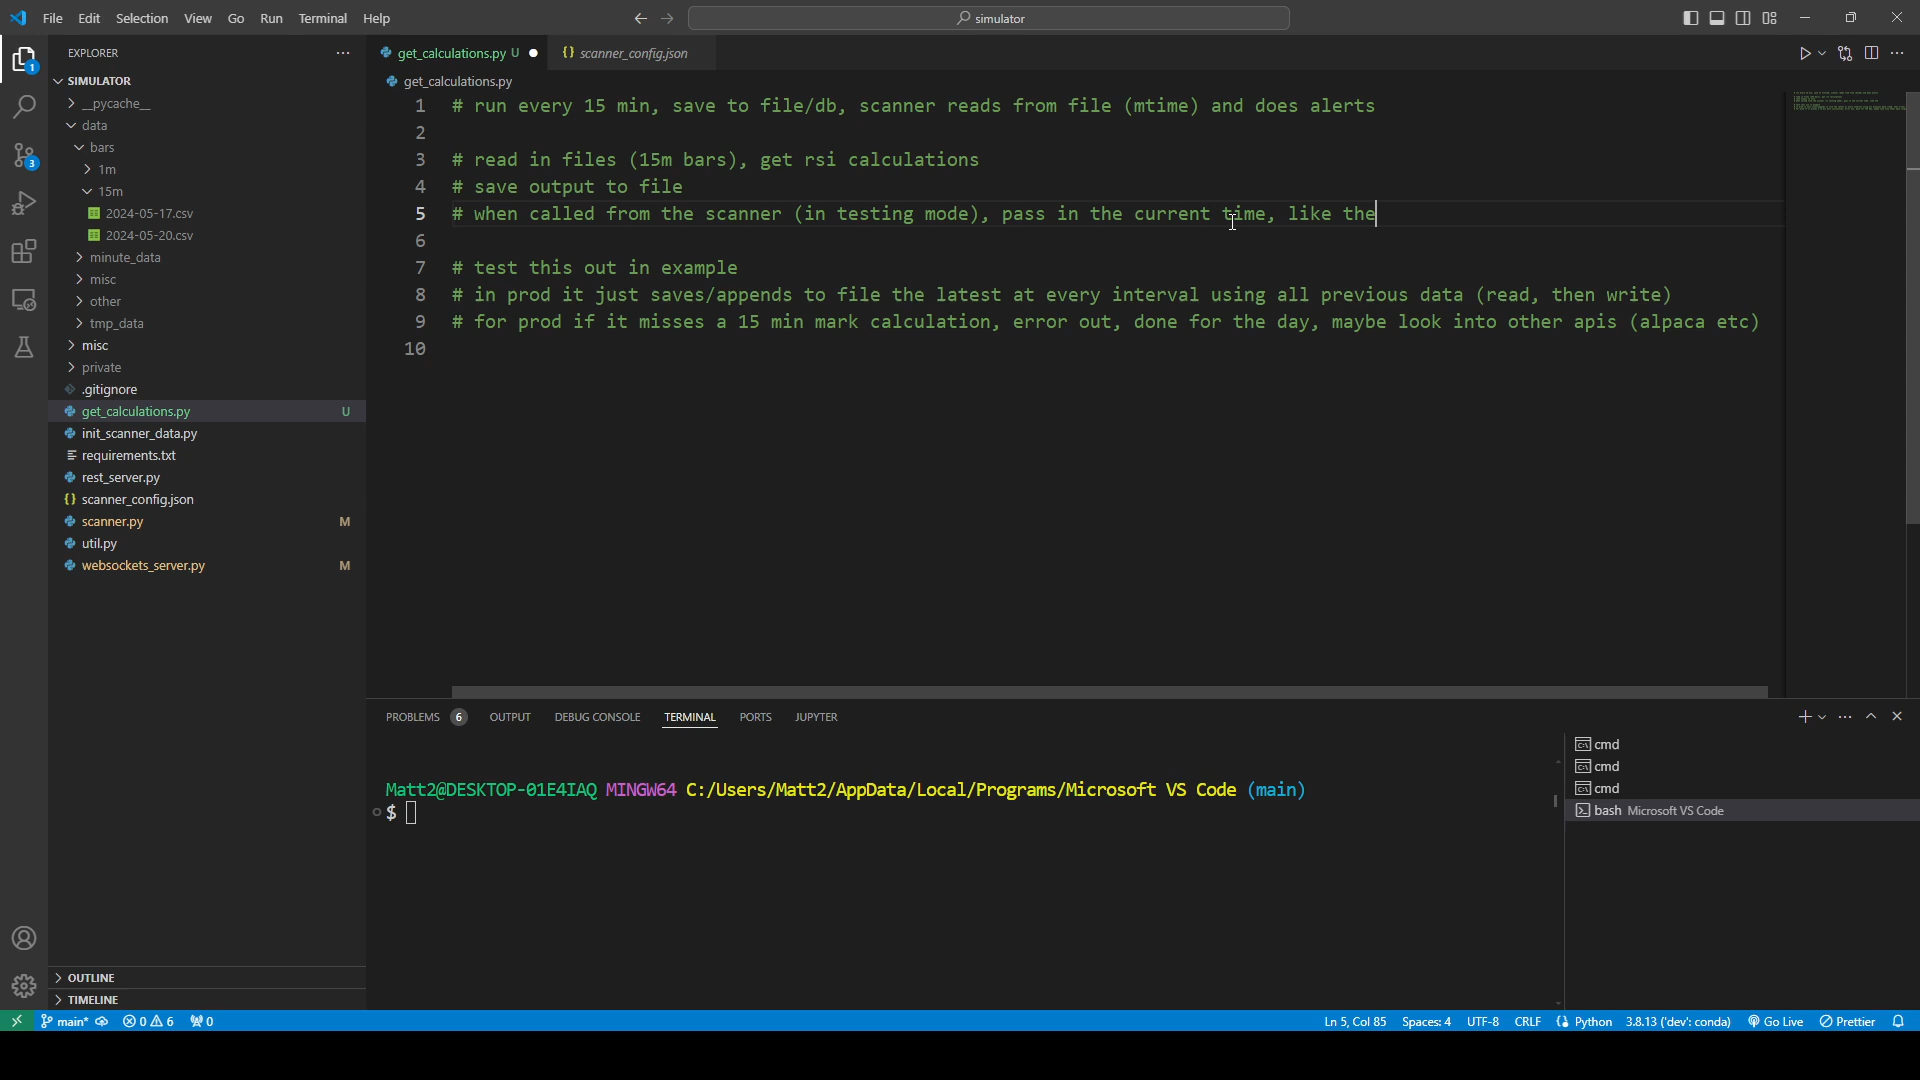 File Edit Selection View Go Run Terminal Help
simulator
EXPLORER
get_calculations.py U
{} scanner_config.json
SIMULATOR
get_calculations.py
__pycache__
data
bars
1m
15m
2024-05-17.csv
2024-05-20.csv
minute_data
misc
other
tmp_data
misc
private
.gitignore
get_calculations.py U
init_scanner_data.py
requirements.txt
rest_server.py
{} scanner_config.json
scanner.py M
util.py
websockets_server.py M
OUTLINE
TIMELINE
1
3
1 # run every 15 min, save to file/db, scanner reads from file (mtime) and does alerts
2
3 # read in files (15m bars), get rsi calculations
4 # save output to file
5 # when called from the scanner (in testing mode), pass in the current time, like the
6
7 # test this out in example
8 # in prod it just saves/appends to file the latest at every interval using all previous data (read, then write)
9 # for prod if it misses a 15 min mark calculation, error out, done for the day, maybe look into other apis (alpaca etc)
10
PROBLEMS 6 OUTPUT DEBUG CONSOLE TERMINAL PORTS JUPYTER
Matt2@DESKTOP-01E4IAQ MINGW64 C:/Users/Matt2/AppData/Local/Programs/Microsoft VS Code (main)
$
cmd
cmd
cmd
bash Microsoft VS Code
main* 0 6 0
Ln 5, Col 85 Spaces: 4 UTF-8 CRLF Python 3.8.13 ('dev': conda) Go Live Prettier